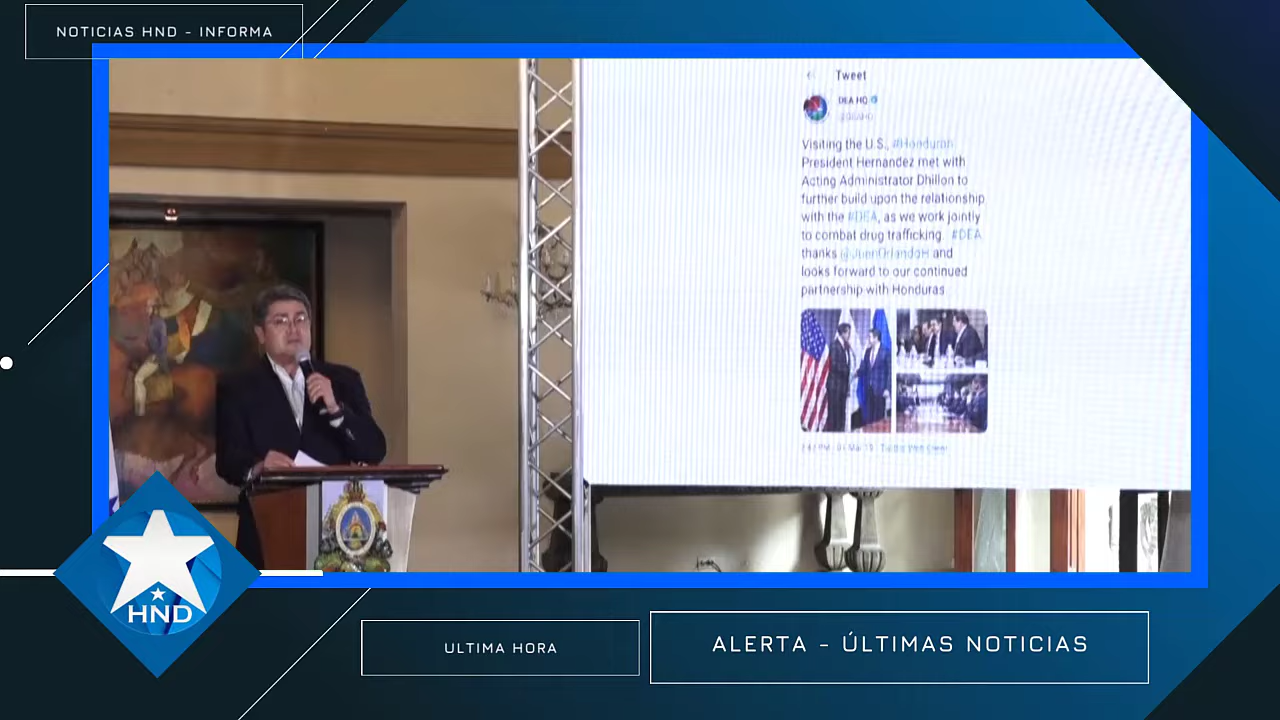 NOTICIAS HND - INFORMA
Tweet
DEA HQ
@DEAHQ
Visiting the U.S., #Honduran
President Hernandez met with
Acting Administrator Dhillon to
further build upon the relationship
with the #DEA, as we work jointly
to combat drug trafficking. #DEA
thanks @JuanOrlandoH and
looks forward to our continued
partnership with Honduras.
HND
ULTIMA HORA
ALERTA - ÚLTIMAS NOTICIAS